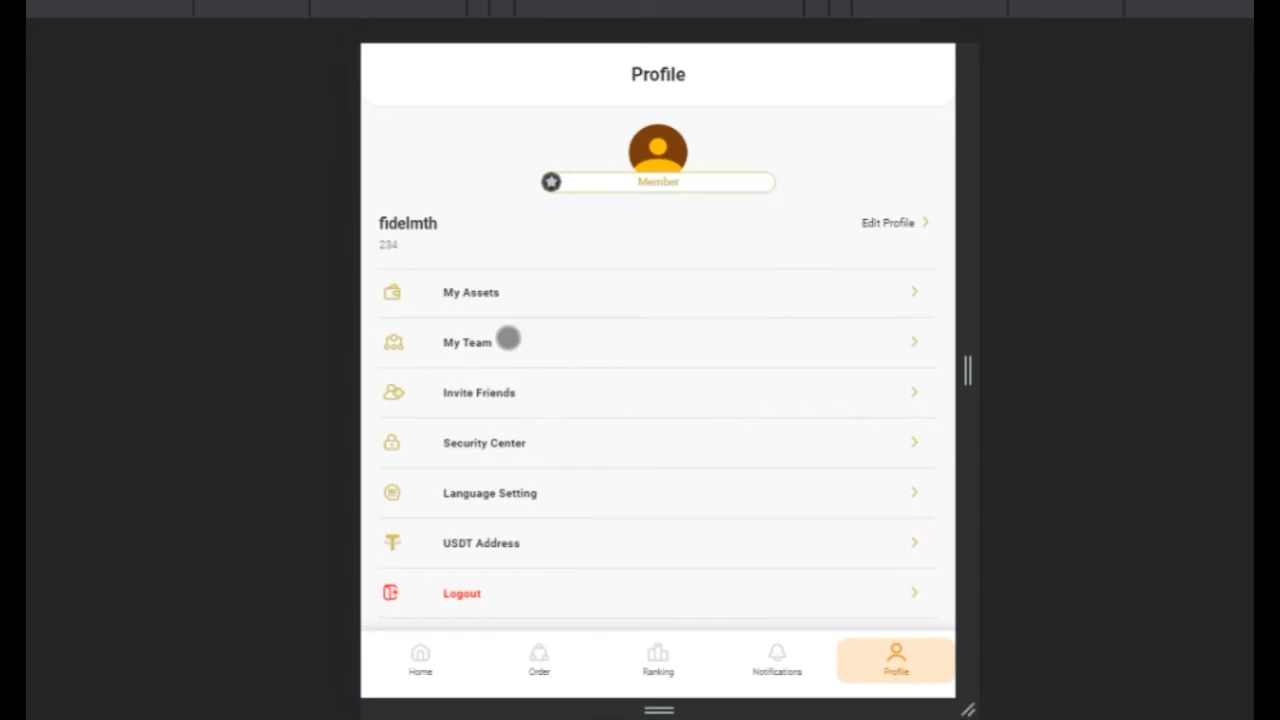 Profile
Member
fidelmth
Edit Profile
234
My Assets
My Team
Invite Friends
Security Center
Language Setting
USDT Address
Logout
Home
Order
Ranking
Notifications
Profile